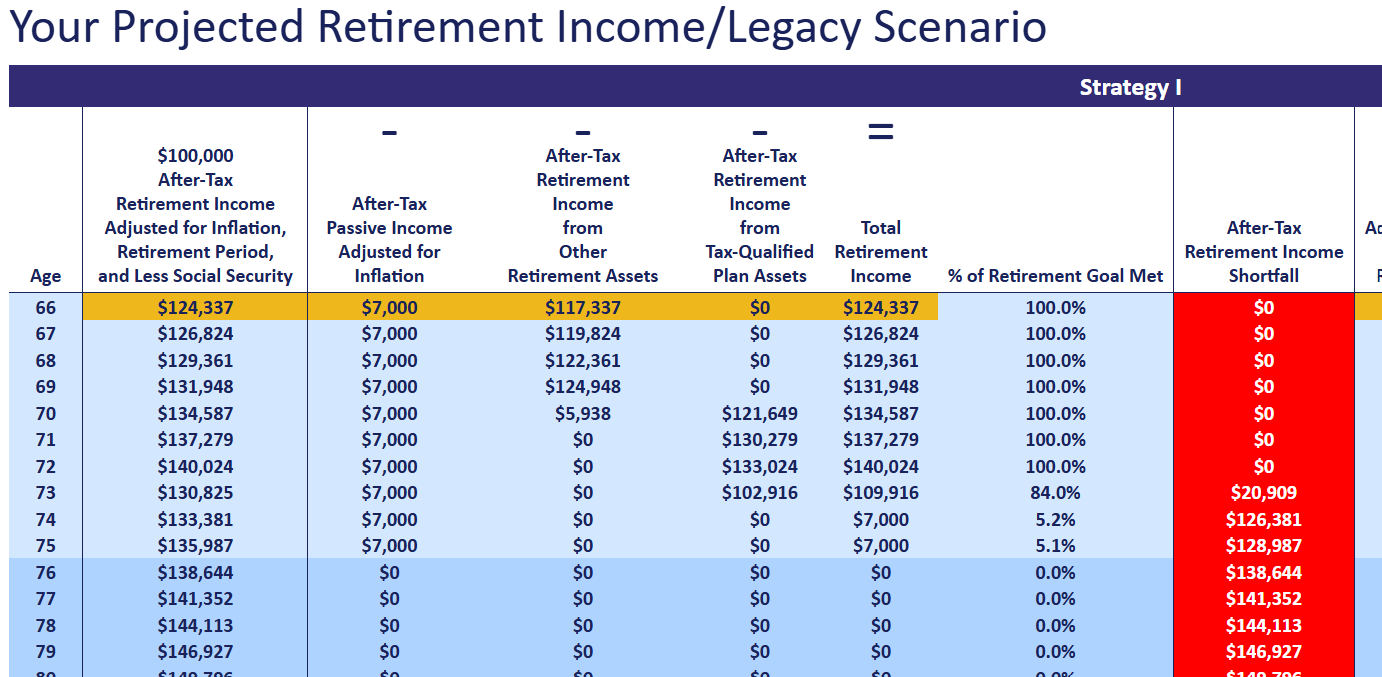 Your Projected Retirement Income/Legacy Scenario
Strategy I
- - - =
$100,000 After-Tax After-Tax
After-Tax Retirement Retirement
Retirement Income After-Tax Income Income
Adjusted for Inflation, Passive Income from from Total After-Tax
Retirement Period, Adjusted for Other Tax-Qualified Retirement Retirement Income
Age and Less Social Security Inflation Retirement Assets Plan Assets Income % of Retirement Goal Met Shortfall
66 $124,337 $7,000 $117,337 $0 $124,337 100.0% $0
67 $126,824 $7,000 $119,824 $0 $126,824 100.0% $0
68 $129,361 $7,000 $122,361 $0 $129,361 100.0% $0
69 $131,948 $7,000 $124,948 $0 $131,948 100.0% $0
70 $134,587 $7,000 $5,938 $121,649 $134,587 100.0% $0
71 $137,279 $7,000 $0 $130,279 $137,279 100.0% $0
72 $140,024 $7,000 $0 $133,024 $140,024 100.0% $0
73 $130,825 $7,000 $0 $102,916 $109,916 84.0% $20,909
74 $133,381 $7,000 $0 $0 $7,000 5.2% $126,381
75 $135,987 $7,000 $0 $0 $7,000 5.1% $128,987
76 $138,644 $0 $0 $0 $0 0.0% $138,644
77 $141,352 $0 $0 $0 $0 0.0% $141,352
78 $144,113 $0 $0 $0 $0 0.0% $144,113
79 $146,927 $0 $0 $0 $0 0.0% $146,927